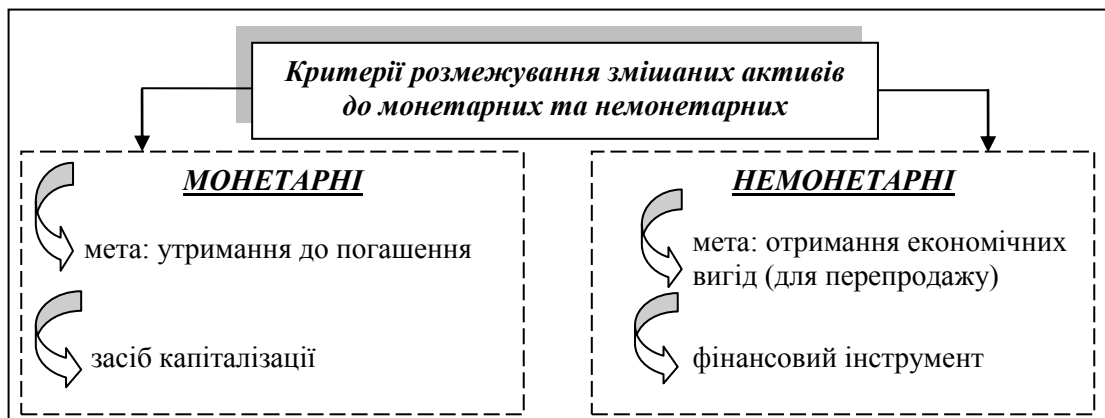 Критерії розмежування змішаних активів
до монетарних та немонетарних
МОНЕТАРНІ
мета: утримання до погашення
засіб капіталізації
НЕМОНЕТАРНІ
мета: отримання економічних
вигід (для перепродажу)
фінансовий інструмент